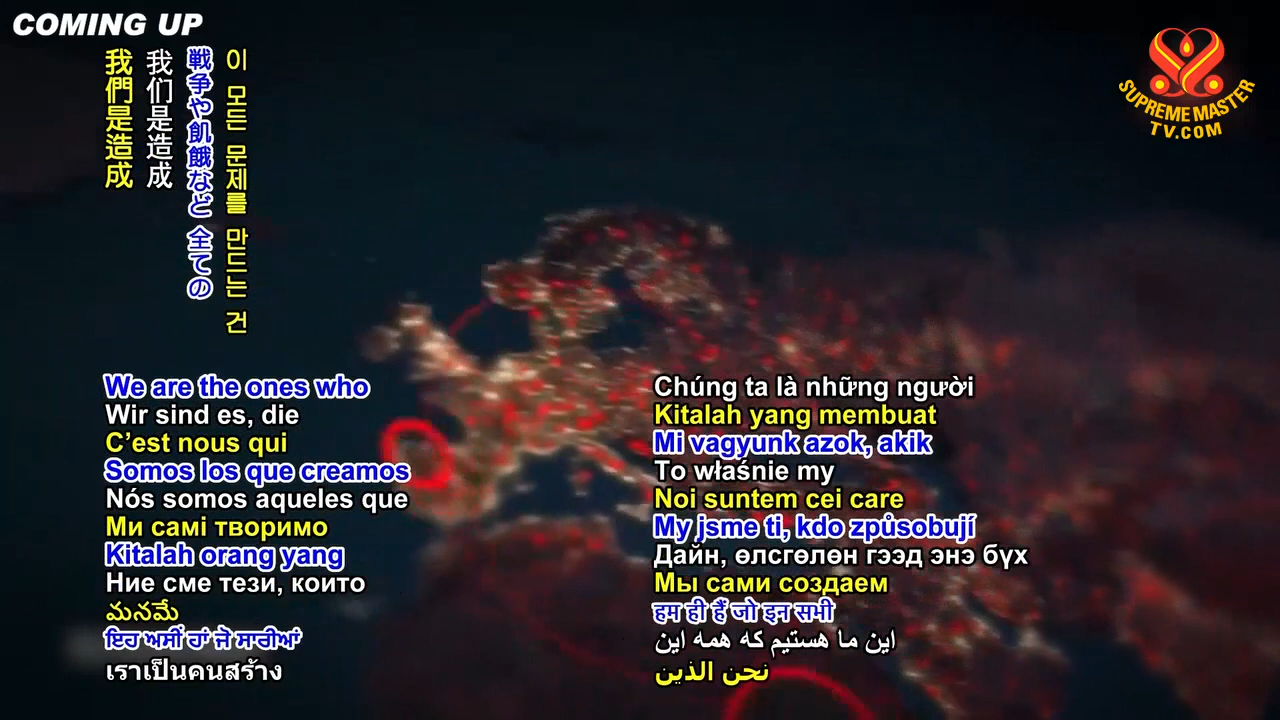 COMING UP
SUPREME MASTER
TV.COM
이 모든 문제를 만드는 건
戦争や飢餓など 全ての
我们是造成
我們是造成
We are the ones who
Wir sind es, die
C’est nous qui
Somos los que creamos
Nós somos aqueles que
Ми самі творимо
Kitalah orang yang
Ние сме тези, които
మనమే
ਇਹ ਅਸੀਂ ਹਾਂ ਜੋ ਸਾਰੀਆਂ
เราเป็นคนสร้าง
Chúng ta là những người
Kitalah yang membuat
Mi vagyunk azok, akik
To właśnie my
Noi suntem cei care
My jsme ti, kdo způsobují
Дайн, өлсгөлөн гээд энэ бүх
Мы сами создаем
हम ही हैं जो इन सभी
این ما هستیم که همه این
نحن الذين